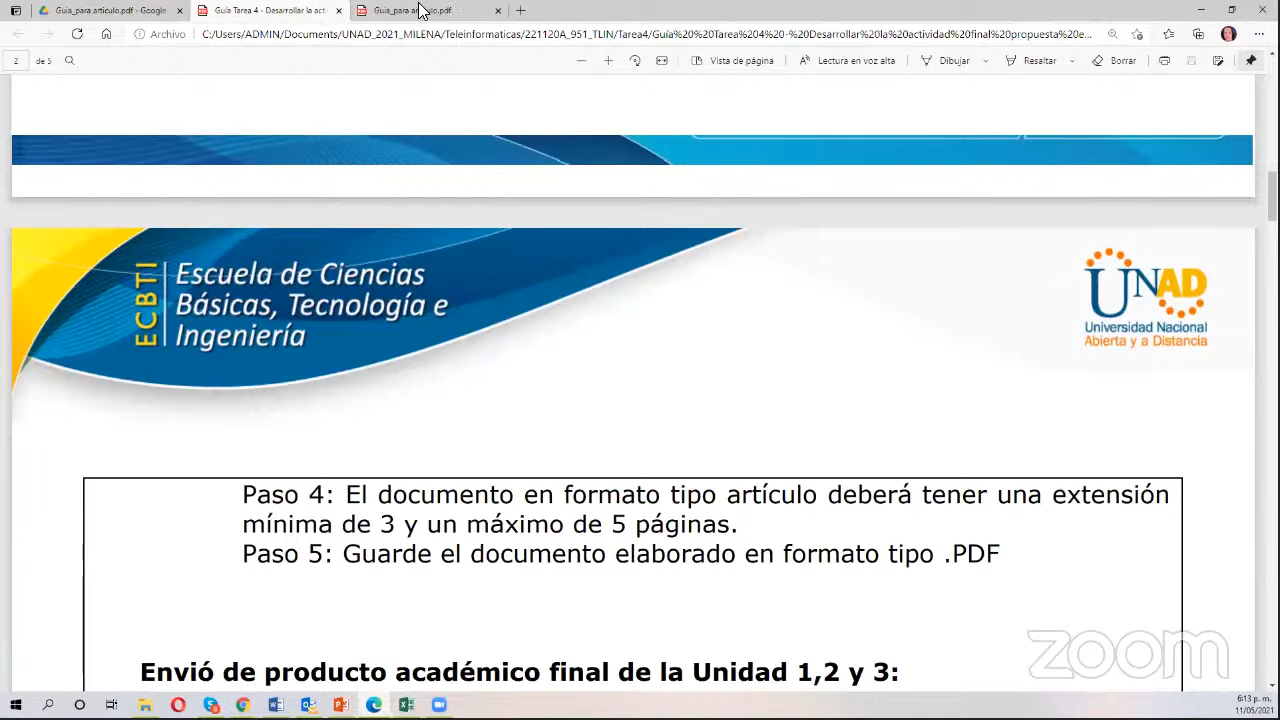 Guia_para_artículo.pdf - Google
Guía Tarea 4 - Desarrollar la acti
Guia_para_artículo.pdf
Archivo
C:/Users/ADMIN/Documents/UNAD_2021_MILENA/Teleinformaticas/221120A_951_TLIN/Tarea4/Guía%20%20Tarea%204%20-%20Desarrollar%20la%20actividad%20final%20propuesta%20e...
2
de 5
Vista de página
Lectura en voz alta
Dibujar
Resaltar
Borrar
ECBTI
Escuela de Ciencias
Básicas, Tecnología e
Ingeniería
UNAD
Universidad Nacional
Abierta y a Distancia
Paso 4: El documento en formato tipo artículo deberá tener una extensión
mínima de 3 y un máximo de 5 páginas.
Paso 5: Guarde el documento elaborado en formato tipo .PDF
Envió de producto académico final de la Unidad 1,2 y 3:
zoom
6:13 p. m.
11/05/2021